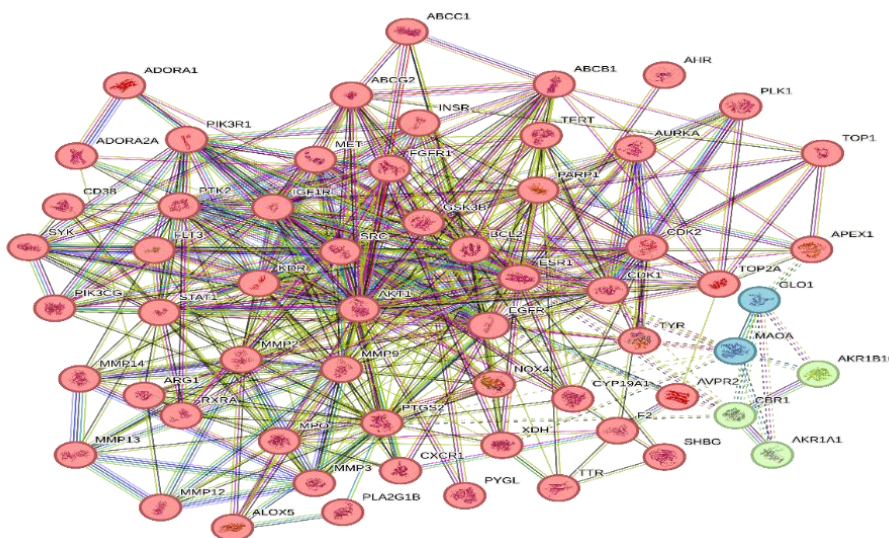 ABCC1
ADORA1
ABCG2
ABCB1
AHR
PLK1
PIK3R1
INSR
TERT
AURKA
ADORA2A
MET
FGFR1
TOP1
CD38
PTK2
IGF1R
PARP1
GSK3B
SYK
FLT3
SRC
BCL2
CDK2
APEX1
KDR
ESR1
CDK1
TOP2A
PIK3CG
STAT1
AKT1
EGFR
GLO1
TYR
MAOA
MMP14
MMP2
MMP9
NOX4
AKR1B10
ARG1
RXRA
CYP19A1
AVPR2
CBR1
PTGS2
MMP13
MPO
XDH
F2
SHBG
AKR1A1
MMP12
MMP3
CXCR1
PYGL
TTR
ALOX5
PLA2G1B